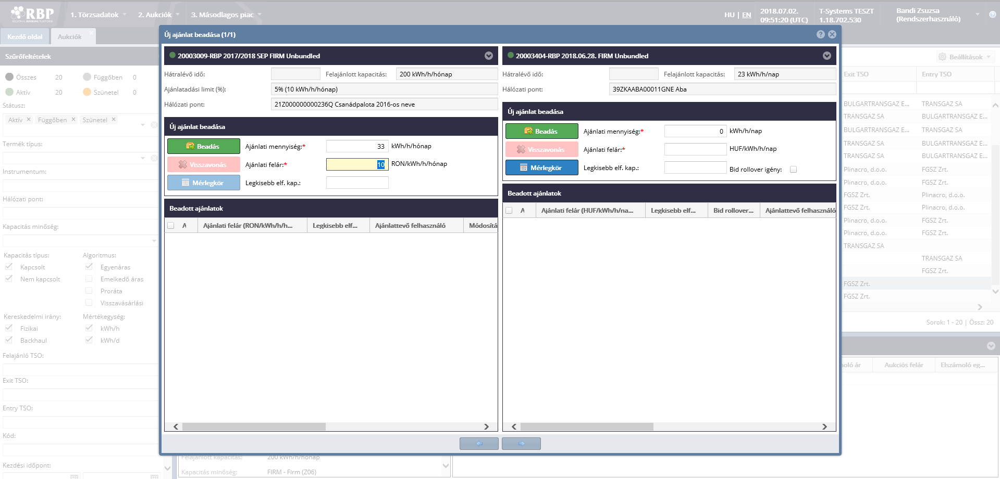 RBP
REGIONAL BOOKING PLATFORM
1. Törzsadatok
2. Aukciók
3. Másodlagos piac
HU | EN
2018.07.02.
09:51:20 (UTC)
T-Systems TESZT
1.18.702.530
Bandi Zsuzsa
(Rendszerhasználó)
Kezdő oldal
Aukciók
Szűrőfeltételek
Összes 20
Függőben 0
Aktív 20
Szünetel 0
Státusz:
Aktív
Függőben
Szünetel
Termék típus:
Instrumentum:
Hálózati pont:
Kapacitás minőség:
Kapacitás típus:
Algoritmus:
Kapcsolt
Egyenáras
Nem kapcsolt
Emelkedő áras
Proráta
Visszavásárlási
Kereskedelmi irány:
Mértékegység:
Fizikai
kWh/h
Backhaul
kWh/d
Felajánló TSO:
Exit TSO:
Entry TSO:
Kód:
Kezdési időpont:
Új ajánlat beadása (1/1)
20003009-RBP 2017/2018 SEP FIRM Unbundled
Hátralévő idő:
Felajánlott kapacitás:
200 kWh/h/hónap
Ajánlatadási limit (%):
5% (10 kWh/h/hónap)
Hálózati pont:
21Z000000000236Q Csanádpalota 2016-os neve
Új ajánlat beadása
Beadás
Ajánlati mennyiség:*
33 kWh/h/hónap
Visszavonás
Ajánlati felár:*
10 RON/kWh/h/hónap
Mérlegkör
Legkisebb elf. kap.:
Beadott ajánlatok
A
Ajánlati felár (RON/kWh/h/h...
Legkisebb elf...
Ajánlattevő felhasználó
Módosítá
20003404-RBP 2018.06.28. FIRM Unbundled
Hátralévő idő:
Felajánlott kapacitás:
23 kWh/h/nap
Hálózati pont:
39ZKAABA00011GNE Aba
Új ajánlat beadása
Beadás
Ajánlati mennyiség:*
0 kWh/h/nap
Visszavonás
Ajánlati felár:*
HUF/kWh/h/nap
Mérlegkör
Legkisebb elf. kap.:
Bid rollover igény:
Beadott ajánlatok
A
Ajánlati felár (HUF/kWh/h/na...
Legkisebb elf...
Bid rollover...
Ajánlattevő felhasználó
Beállítások
Exit TSO
Entry TSO
BULGARTRANSGAZ E... TRANSGAZ SA
TRANSGAZ SA BULGARTRANSGAZ E...
BULGARTRANSGAZ E... TRANSGAZ SA
TRANSGAZ SA BULGARTRANSGAZ E...
TRANSGAZ SA BULGARTRANSGAZ E...
Plinacro, d.o.o. FGSZ Zrt.
Plinacro, d.o.o. FGSZ Zrt.
FGSZ Zrt. Plinacro, d.o.o.
FGSZ Zrt. Plinacro, d.o.o.
Plinacro, d.o.o. FGSZ Zrt.
Plinacro, d.o.o. FGSZ Zrt.
TRANSGAZ SA
TRANSGAZ SA
FGSZ Zrt.
FGSZ Zrt.
FGSZ Zrt.
Sorok: 1 - 20 | Össz: 20
noló ár
Aukciós felár
Elszámoló eg...
Felajánlott kapacitás: 200 kWh/h/hónap
Kapacitás minőség: FIRM - Firm (Z06)